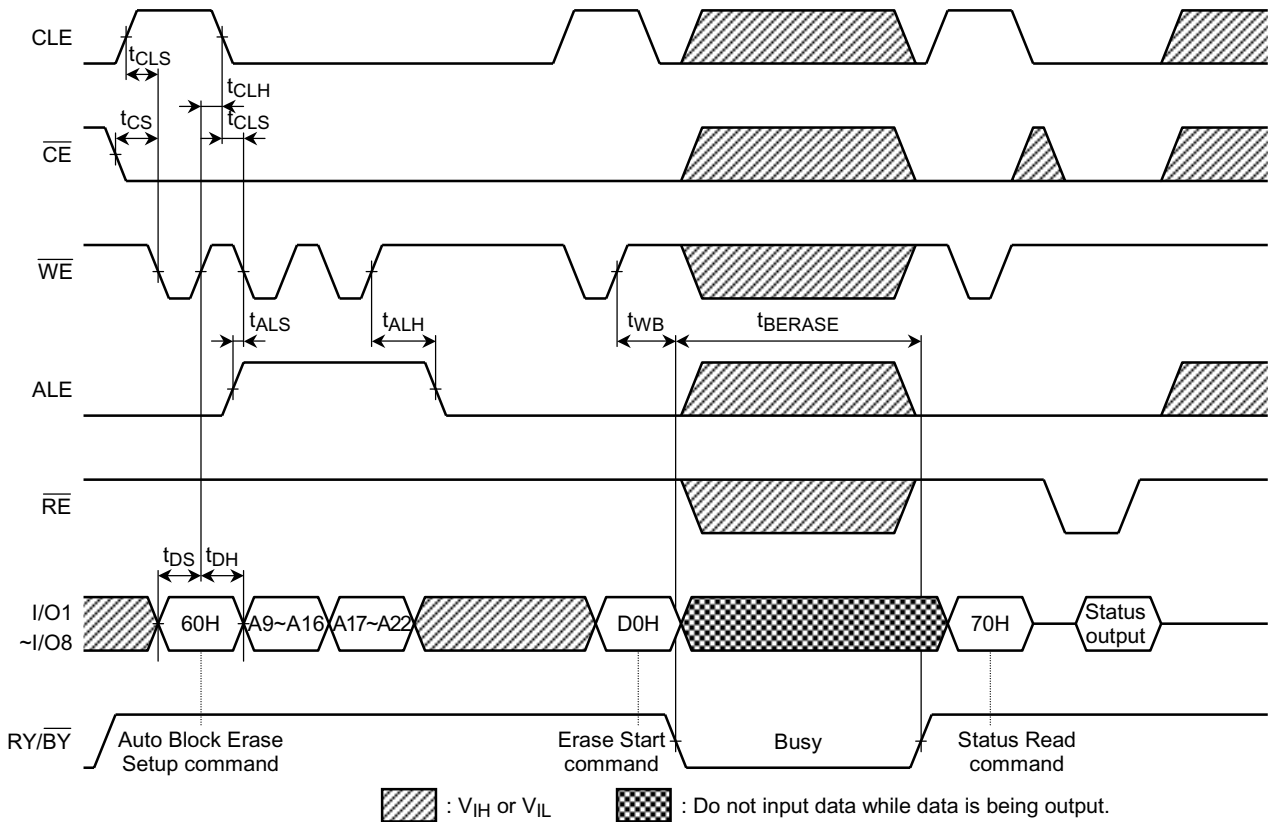 CLE
tCLS
tCLH
tCS
tCLS
CE
WE
tALS
tALH
tWB
tBERASE
ALE
RE
tDS
tDH
I/O1
~I/O8
60H
A9~A16
A17~A22
D0H
70H
Status
output
RY/BY
Auto Block Erase
Setup command
Erase Start
command
Busy
Status Read
command
: VIH or VIL
: Do not input data while data is being output.